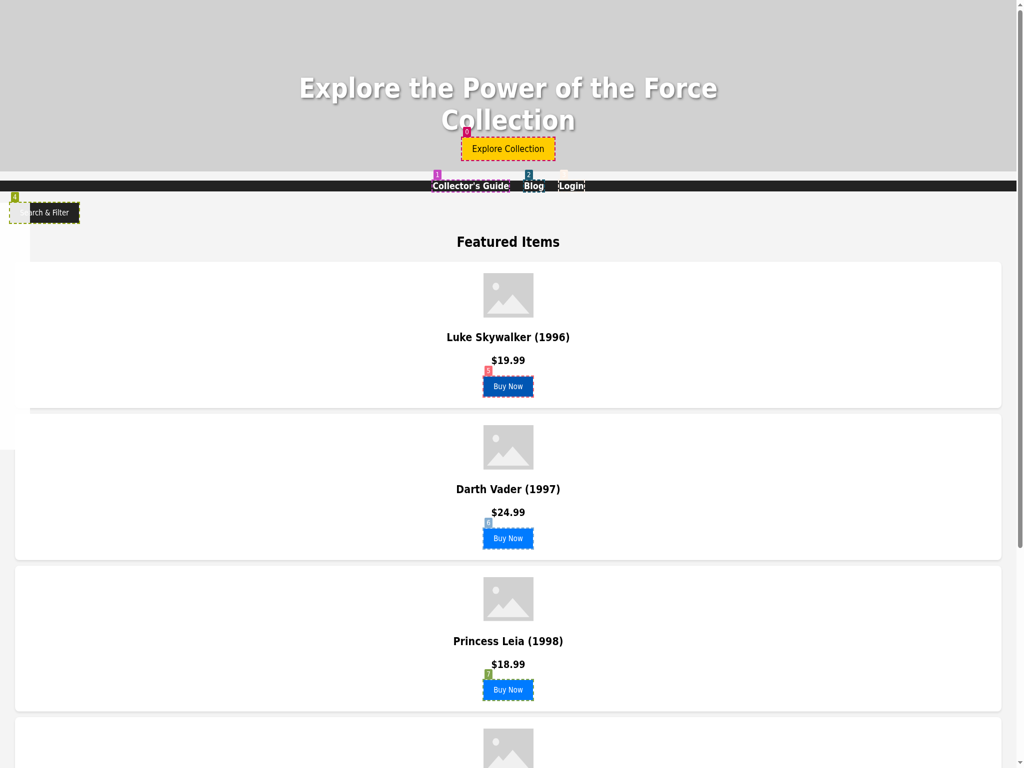 Explore the Power of the Force
Collection
0
Explore Collection
1
2
Collector's Guide
Blog
Login
4
Search & Filter
Featured Items
Luke Skywalker (1996)
$19.99
5
Buy Now
Darth Vader (1997)
$24.99
6
Buy Now
Princess Leia (1998)
$18.99
7
Buy Now